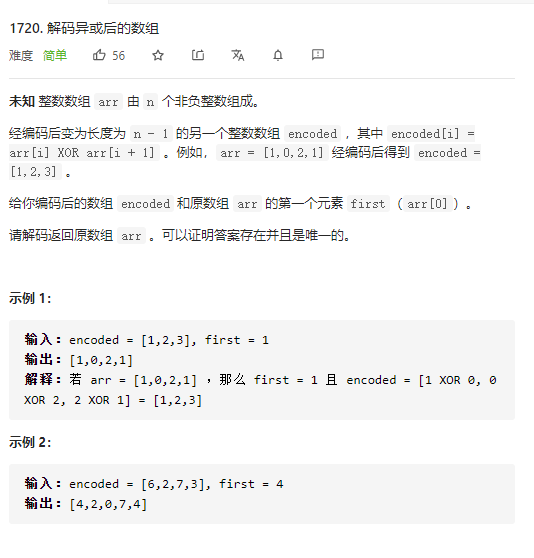 1720. 解码异或后的数组
难度 简单 56
未知 整数数组 arr 由 n 个非负整数组成。
经编码后变为长度为 n - 1 的另一个整数数组 encoded ，其中 encoded[i] =
arr[i] XOR arr[i + 1] 。例如，arr = [1,0,2,1] 经编码后得到 encoded =
[1,2,3] 。
给你编码后的数组 encoded 和原数组 arr 的第一个元素 first （arr[0]）。
请解码返回原数组 arr 。可以证明答案存在并且是唯一的。
示例 1：
输入：encoded = [1,2,3], first = 1
输出：[1,0,2,1]
解释：若 arr = [1,0,2,1] ，那么 first = 1 且 encoded = [1 XOR 0, 0
XOR 2, 2 XOR 1] = [1,2,3]
示例 2：
输入：encoded = [6,2,7,3], first = 4
输出：[4,2,0,7,4]